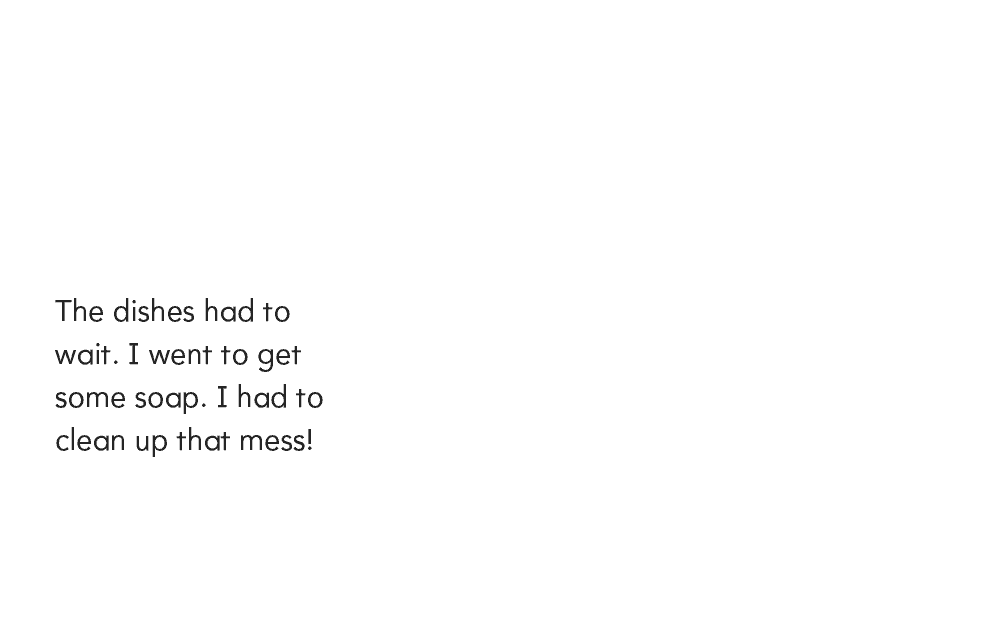 The dishes had to
wait. I went to get
some soap. I had to
clean up that mess!